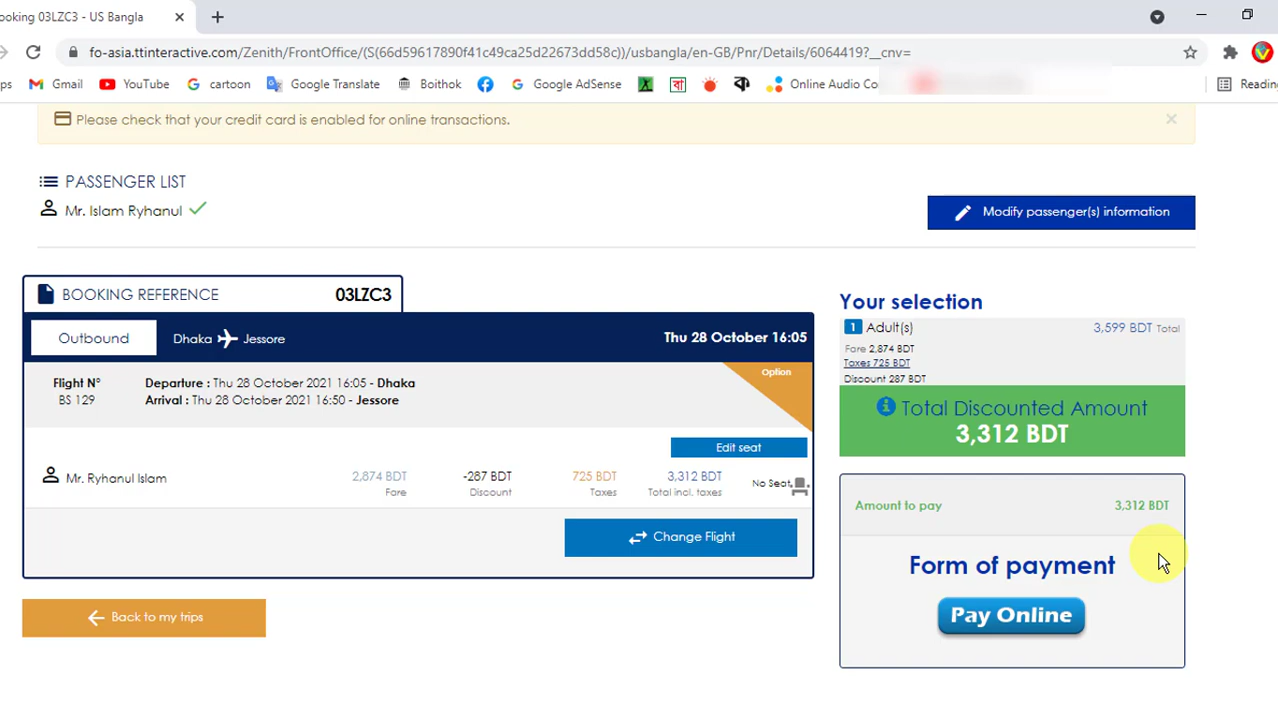 ooking 03LZC3 - US Bangla
fo-asia.ttinteractive.com/Zenith/FrontOffice/(S(66d59617890f41c49ca25d22673dd58c))/usbangla/en-GB/Pnr/Details/6064419?__cnv=
ps Gmail YouTube cartoon Google Translate Boithok Google AdSense বা ক Online Audio Co Reading
Please check that your credit card is enabled for online transactions.
PASSENGER LIST
Mr. Islam Ryhanul
Modify passenger(s) information
BOOKING REFERENCE 03LZC3
Outbound Dhaka Jessore Thu 28 October 16:05
Flight Nº
BS 129
Departure : Thu 28 October 2021 16:05 - Dhaka
Arrival : Thu 28 October 2021 16:50 - Jessore
Option
Edit seat
Mr. Ryhanul Islam
2,874 BDT
Fare
-287 BDT
Discount
725 BDT
Taxes
3,312 BDT
Total incl. taxes
No Seat
Change Flight
Back to my trips
Your selection
1 Adult(s) 3,599 BDT Total
Fare 2,874 BDT
Taxes 725 BDT
Discount 287 BDT
Total Discounted Amount
3,312 BDT
Amount to pay 3,312 BDT
Form of payment
Pay Online